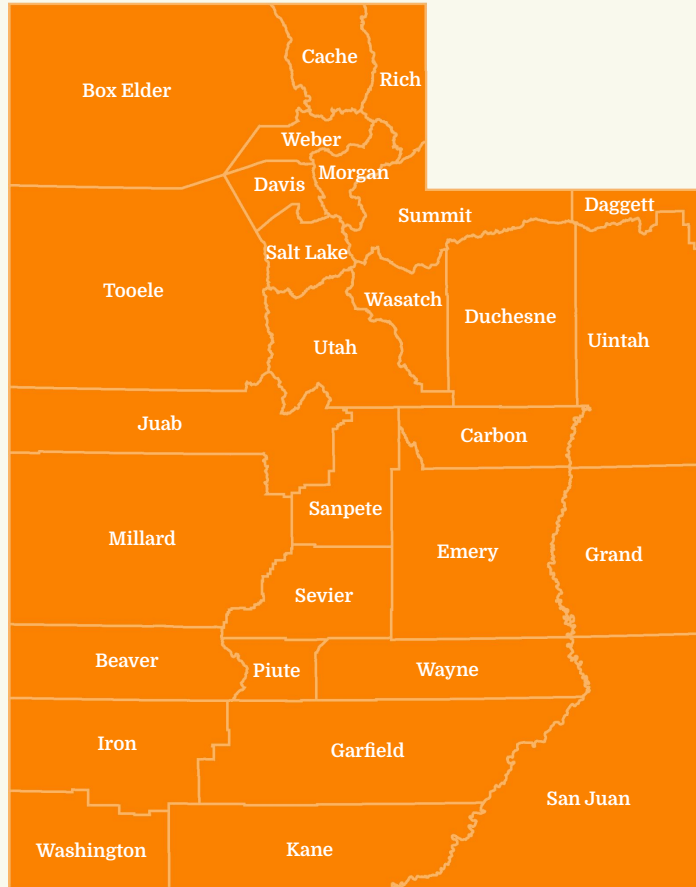 Cache
Rich
Box Elder
Weber
Morgan
Davis
Daggett
Summit
Salt Lake
Tooele
Wasatch
Duchesne
Uintah
Utah
Juab
Carbon
Sanpete
Millard
Emery
Grand
Sevier
Beaver
Piute
Wayne
Iron
Garfield
San Juan
Washington
Kane